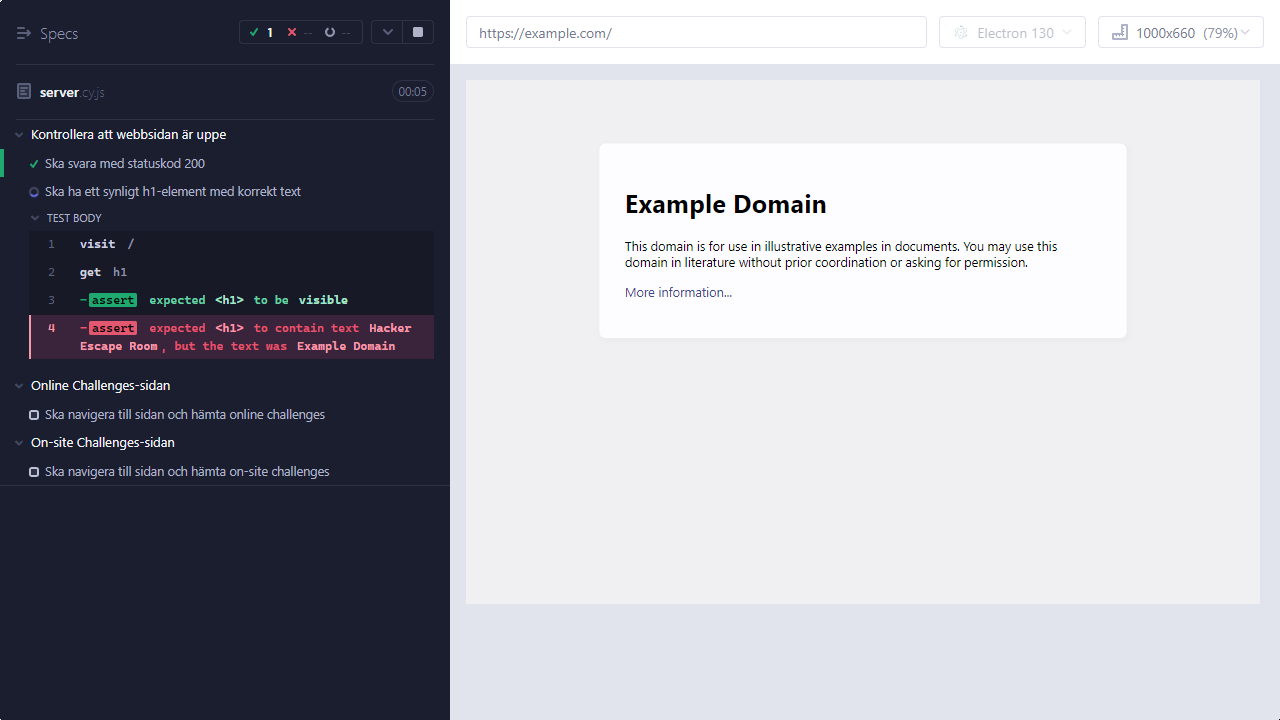 Specs
1 -- --
server.cy.js
00:05
Kontrollera att webbsidan är uppe
Ska svara med statuskod 200
Ska ha ett synligt h1-element med korrekt text
TEST BODY
1 visit /
2 get h1
3 -assert expected <h1> to be visible
4 -assert expected <h1> to contain text Hacker
Escape Room, but the text was Example Domain
Online Challenges-sidan
Ska navigera till sidan och hämta online challenges
On-site Challenges-sidan
Ska navigera till sidan och hämta on-site challenges
https://example.com/
Electron 130
1000x660 (79%)
Example Domain
This domain is for use in illustrative examples in documents. You may use this
domain in literature without prior coordination or asking for permission.
More information...